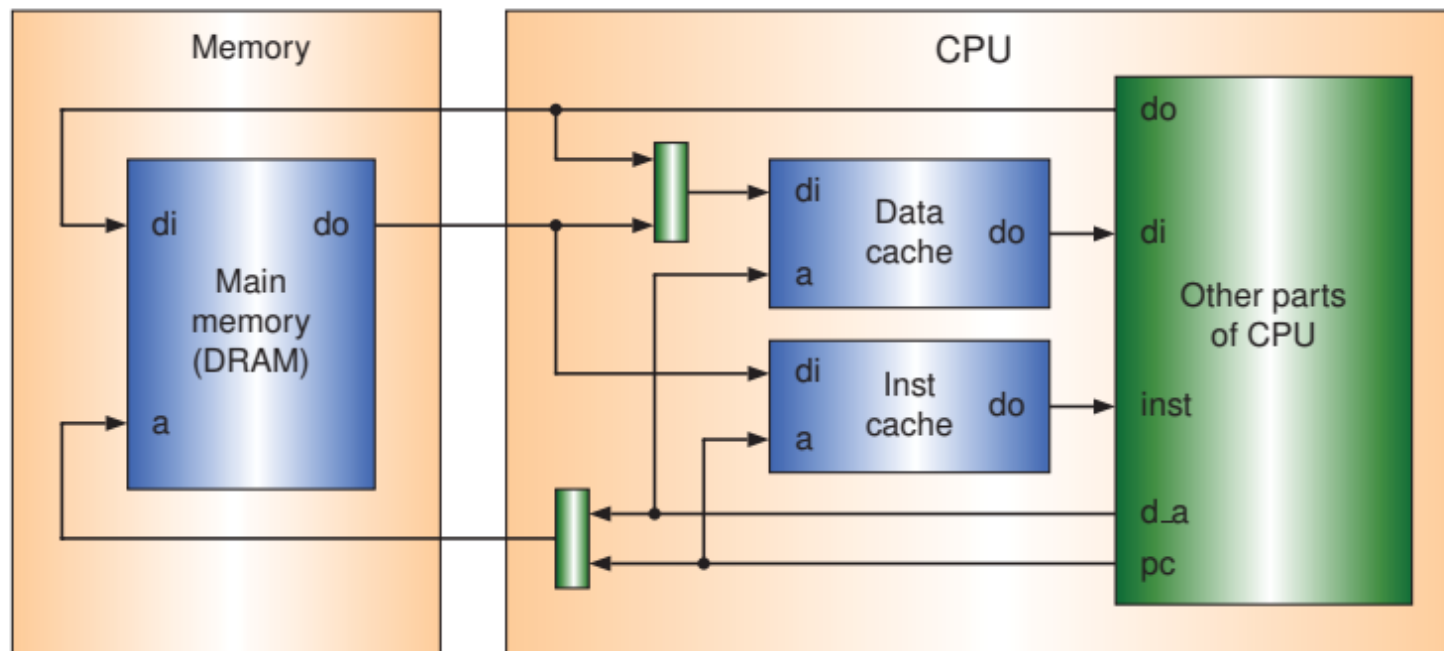 Memory
CPU
di
do
Main
memory
(DRAM)
a
di
Data
cache
do
a
di
Inst
cache
do
a
do
di
Other parts
of CPU
inst
d_a
pc